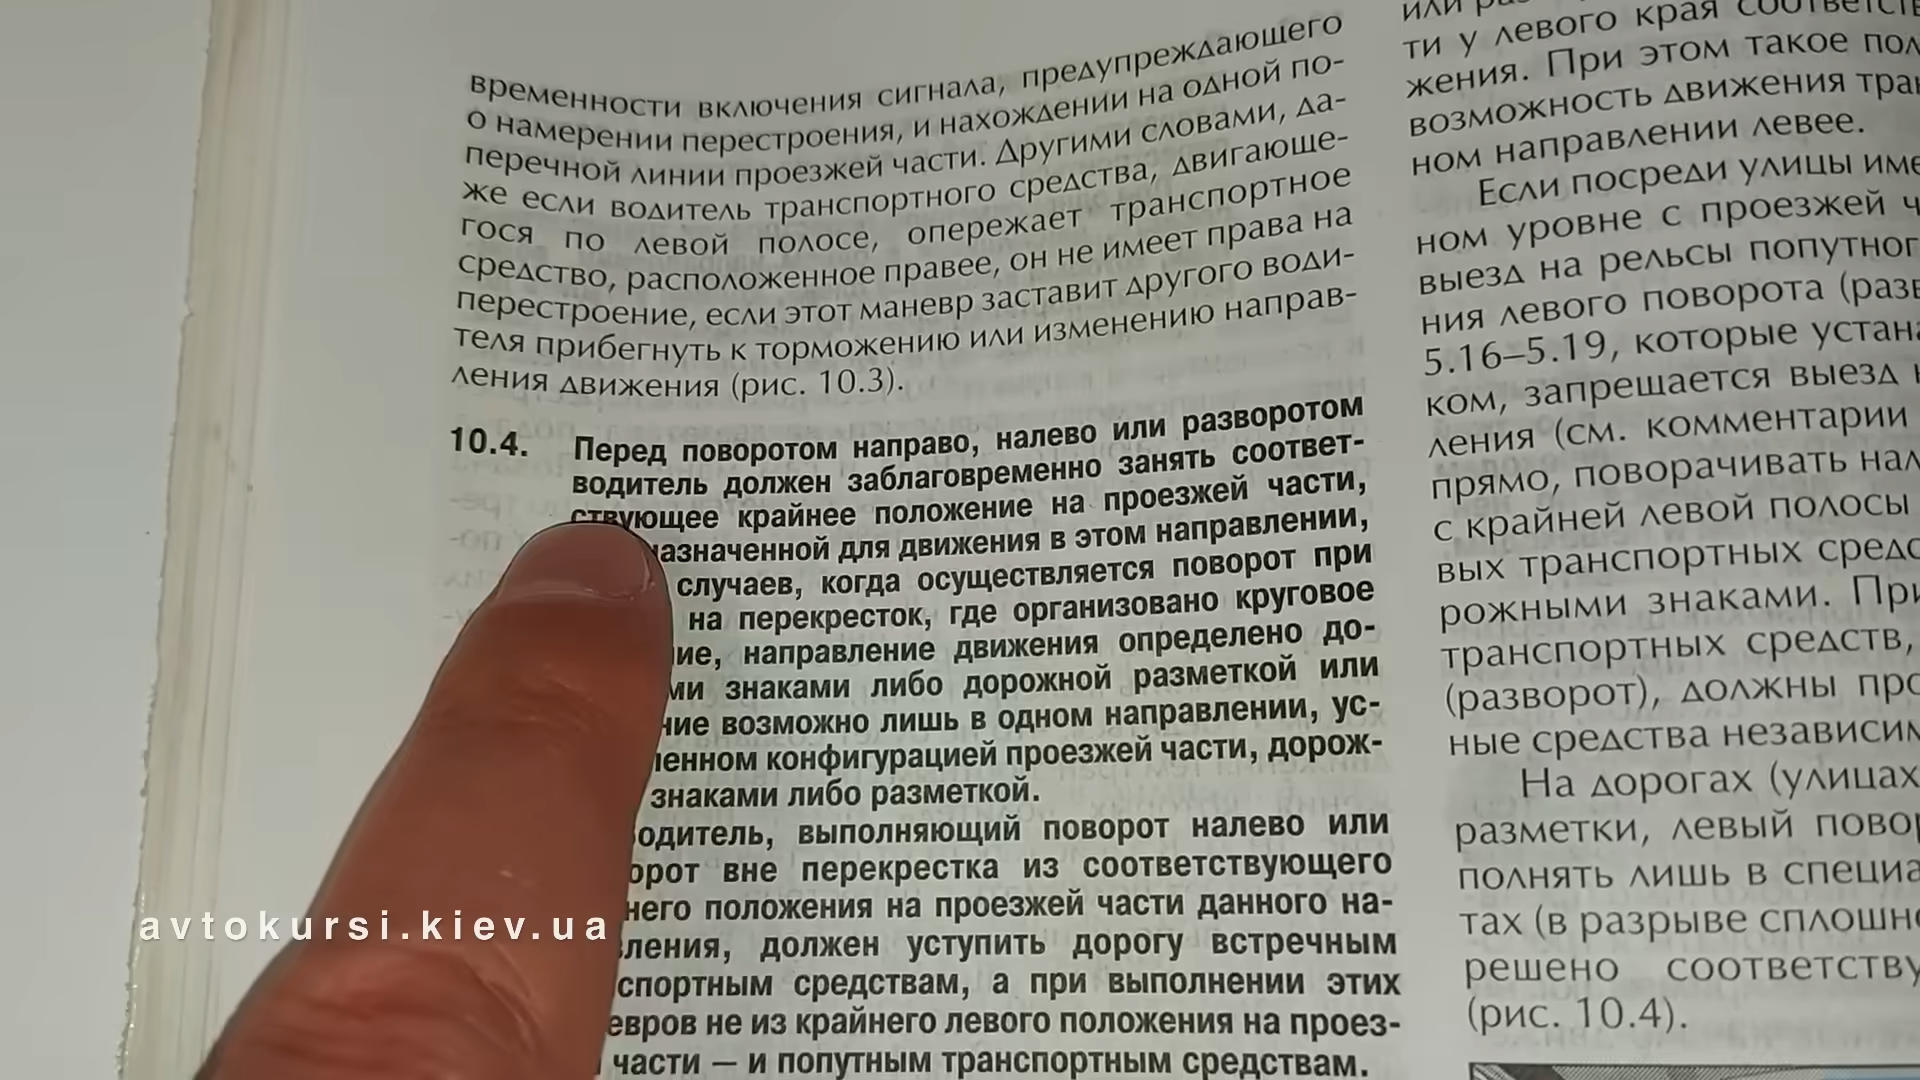 временности включения сигнала, предупреждающего
о намерении перестроения, и нахождении на одной по-
перечной линии проезжей части. Другими словами, да-
же если водитель транспортного средства, двигающе-
гося по левой полосе, опережает транспортное
средство, расположенное правее, он не имеет права на
перестроение, если этот маневр заставит другого води-
теля прибегнуть к торможению или изменению направ-
ления движения (рис. 10.3).
10.4. Перед поворотом направо, налево или разворотом
водитель должен заблаговременно занять соответ-
ствующее крайнее положение на проезжей части,
назначенной для движения в этом направлении,
случаев, когда осуществляется поворот при
на перекресток, где организовано круговое
ие, направление движения определено до-
ми знаками либо дорожной разметкой или
ние возможно лишь в одном направлении, ус-
ленном конфигурацией проезжей части, дорож-
знаками либо разметкой.
одитель, выполняющий поворот налево или
орот вне перекрестка из соответствующего
него положения на проезжей части данного на-
вления, должен уступить дорогу встречным
спортным средствам, а при выполнении этих
евров не из крайнего левого положения на проез-
части — и попутным транспортным средствам.
или
ти у левого края соответст
жения. При этом такое пол
возможность движения тран
ном направлении левее.
Если посреди улицы име
ном уровне с проезжей ч
выезд на рельсы попутног
ния левого поворота (разв
5.16–5.19, которые устана
ком, запрещается выезд н
ления (см. комментарии
прямо, поворачивать нал
с крайней левой полосы
вых транспортных средс
рожными знаками. При
транспортных средств,
(разворот), должны про
ные средства независим
На дорогах (улицах
разметки, левый повор
полнять лишь в специа
тах (в разрыве сплошно
решено соответству
(рис. 10.4).
avtokursi.kiev.ua